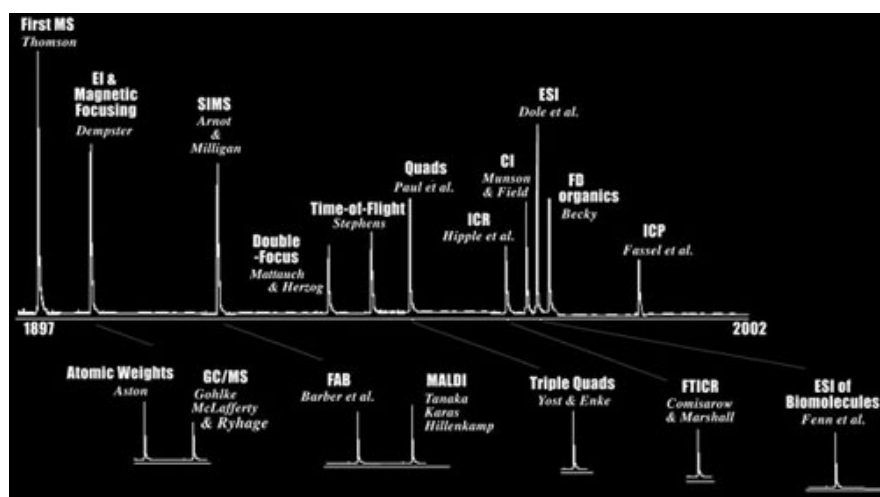 First MS
Thomson
EI &
Magnetic
Focusing
Dempster
SIMS
Arnot
&
Milligan
Double
-Focus
Mattauch
& Herzog
Time-of-Flight
Stephens
Quads
Paul et al.
ICR
Hipple et al.
CI
Munson
& Field
ESI
Dole et al.
FD
organics
Becky
ICP
Fassel et al.
1897
2002
Atomic Weights
Aston
GC/MS
Gohlke
McLafferty
& Ryhage
FAB
Barber et al.
MALDI
Tanaka
Karas
Hillenkamp
Triple Quads
Yost & Enke
FTICR
Comisarow
& Marshall
ESI of
Biomolecules
Fenn et al.